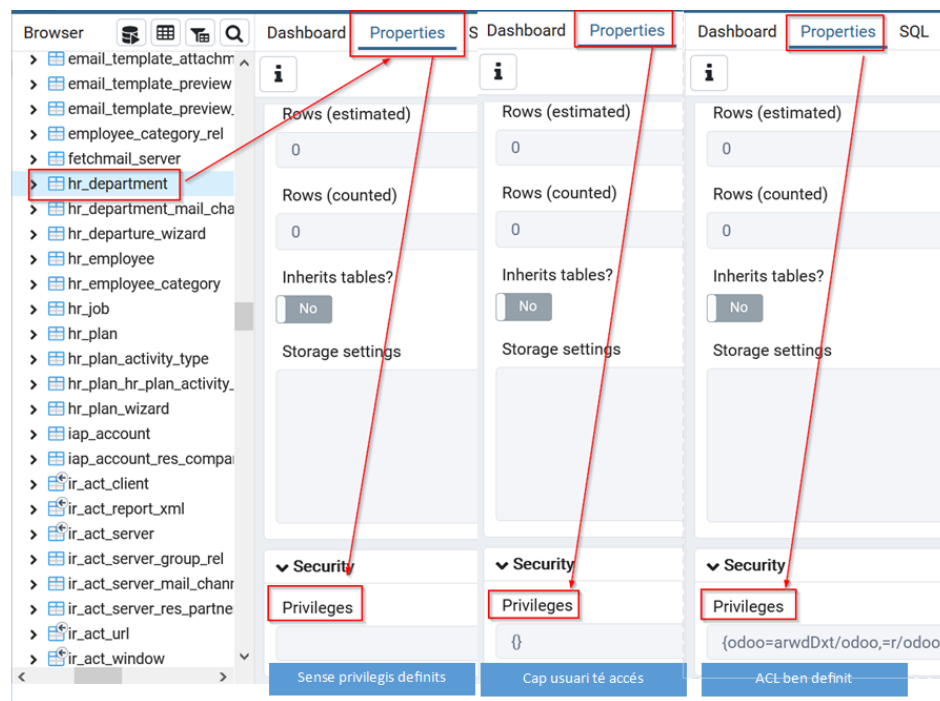 Browser
email_template_attachm
email_template_preview
email_template_preview_
employee_category_rel
fetchmail_server
hr_department
hr_department_mail_cha
hr_departure_wizard
hr_employee
hr_employee_category
hr_job
hr_plan
hr_plan_activity_type
hr_plan_hr_plan_activity_
hr_plan_wizard
iap_account
iap_account_res_compa
ir_act_client
ir_act_report_xml
ir_act_server
ir_act_server_group_rel
ir_act_server_mail_chann
ir_act_server_res_partne
ir_act_url
ir_act_window
Dashboard Properties S
Rows (estimated)
0
Rows (counted)
0
Inherits tables?
No
Storage settings
Security
Privileges
Sense privilegis definits
Dashboard Properties
Rows (estimated)
0
Rows (counted)
0
Inherits tables?
No
Storage settings
Security
Privileges
{}
Cap usuari té accés
Dashboard Properties SQL
Rows (estimated)
0
Rows (counted)
0
Inherits tables?
No
Storage settings
Security
Privileges
{odoo=arwdDxt/odoo,=r/odoo
ACL ben definit